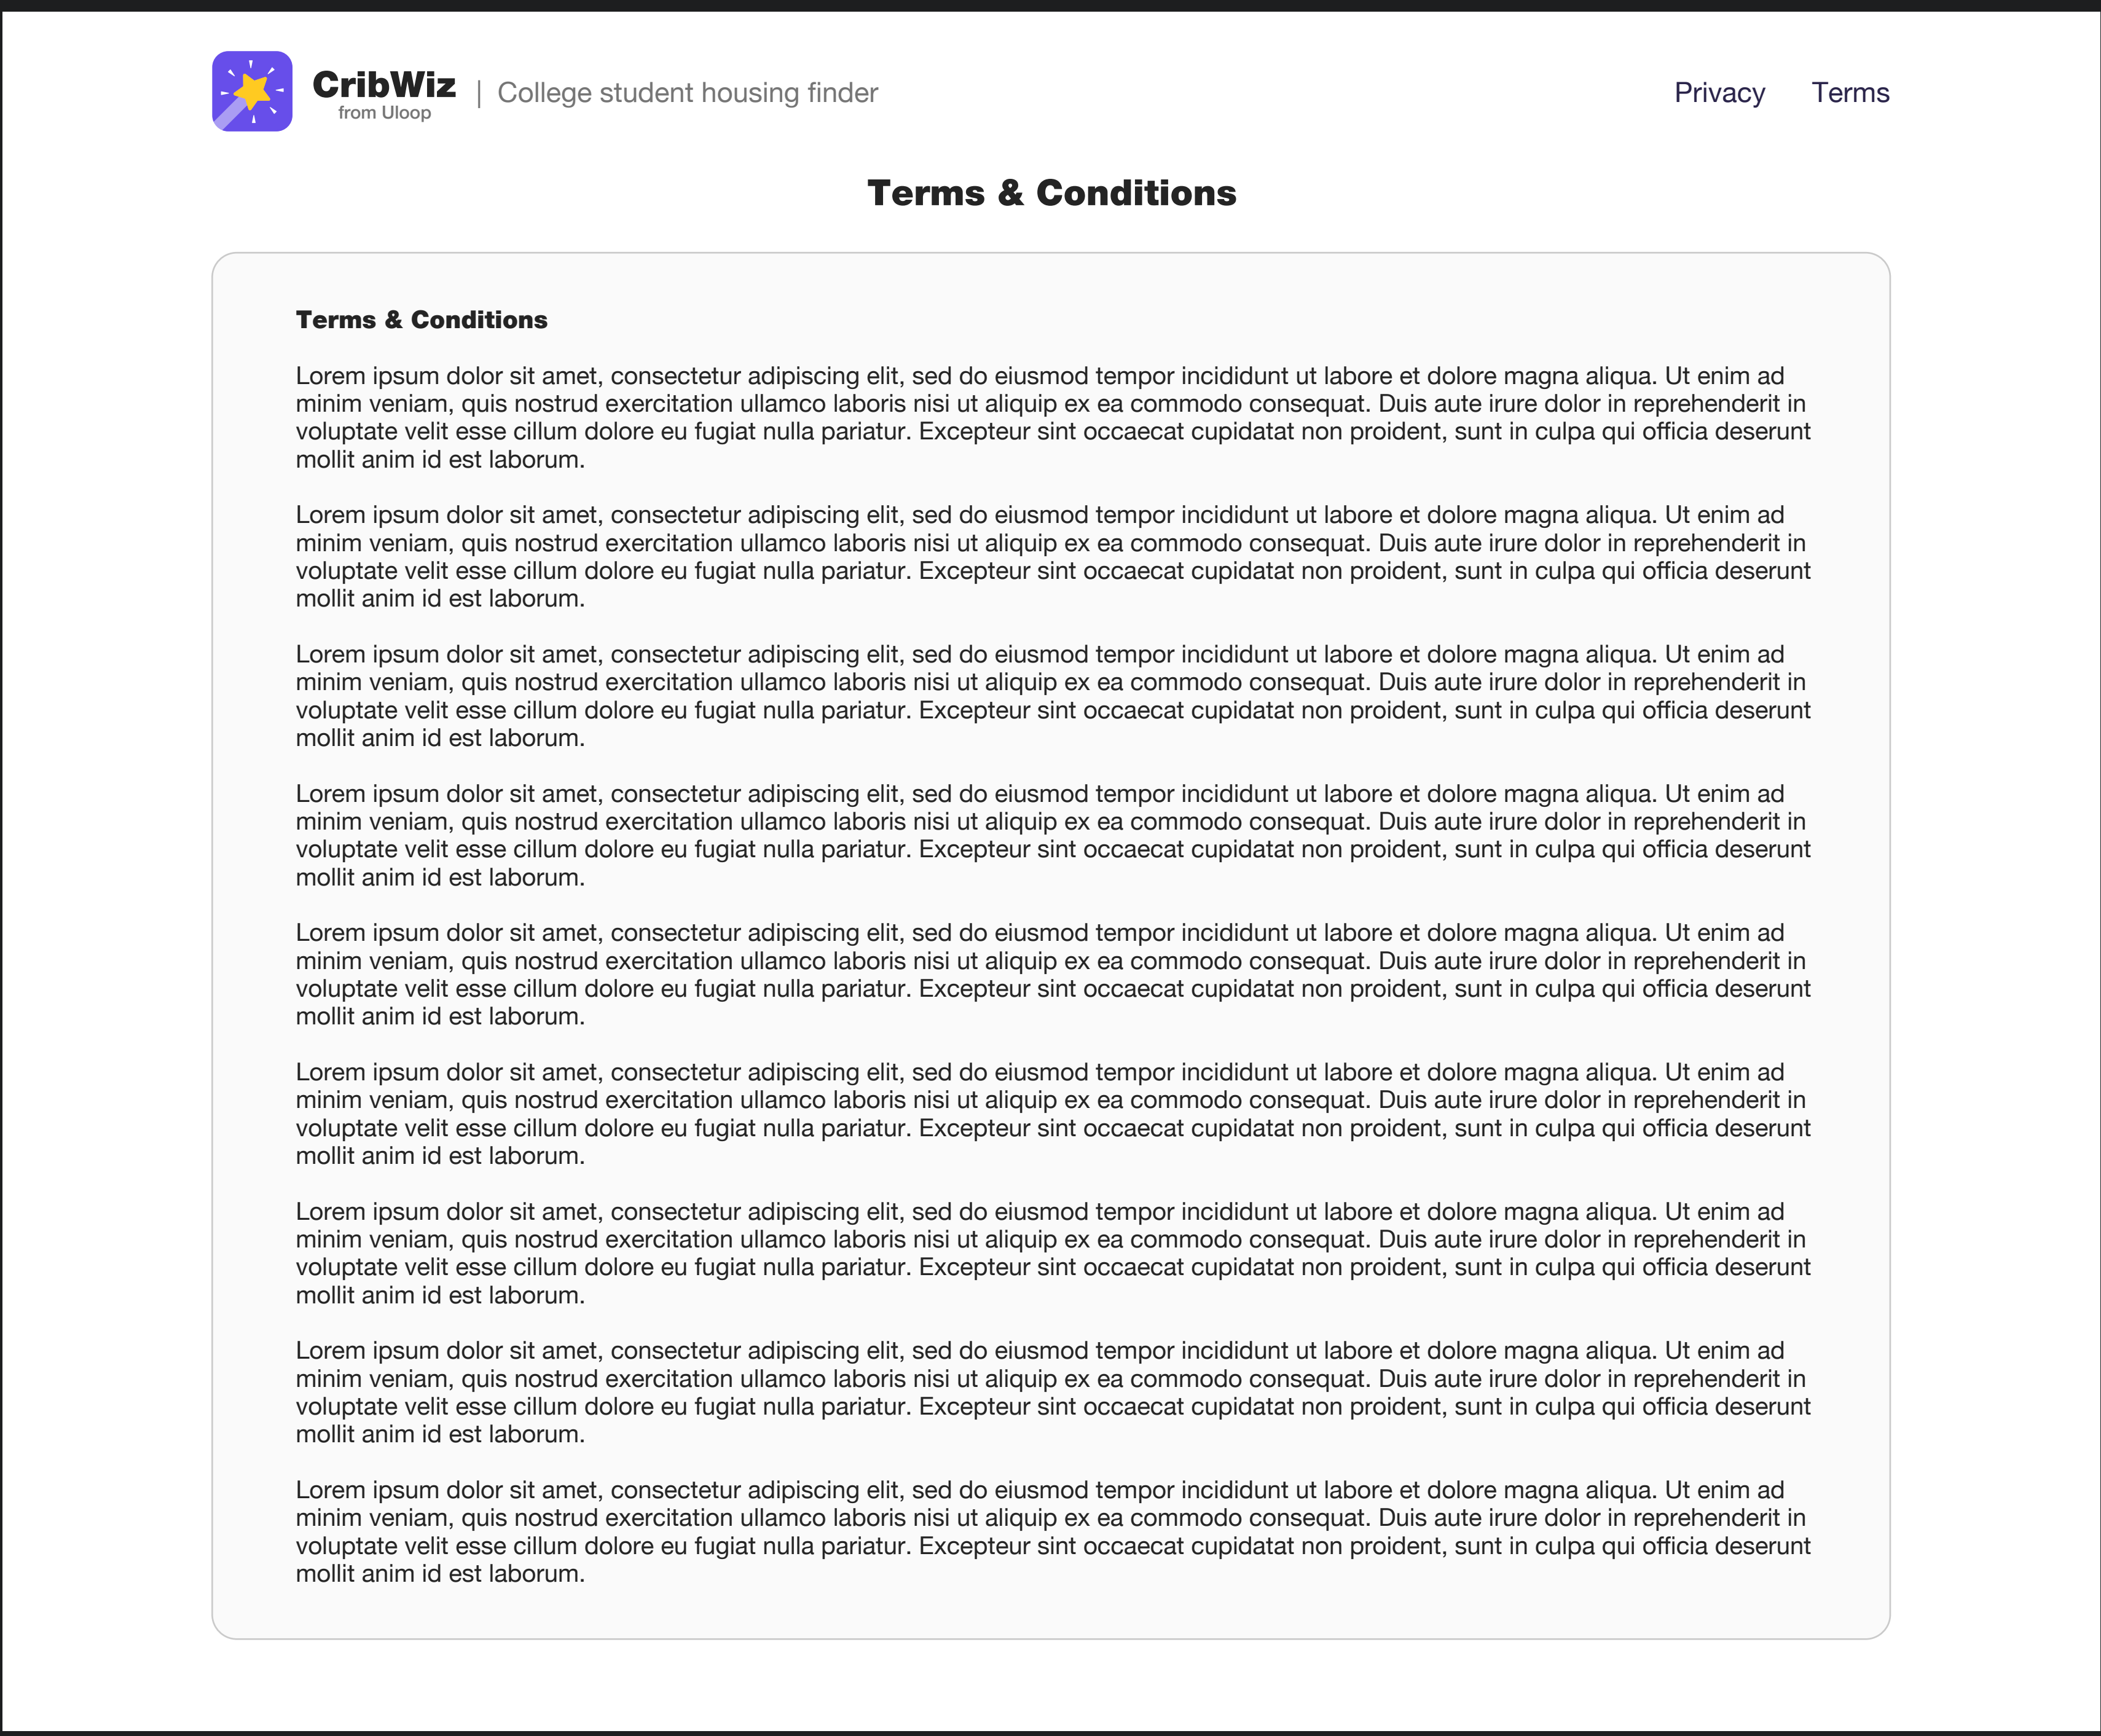 CribWiz
from Uloop
| College student housing finder
Privacy
Terms
Terms & Conditions
Terms & Conditions
Lorem ipsum dolor sit amet, consectetur adipiscing elit, sed do eiusmod tempor incididunt ut labore et dolore magna aliqua. Ut enim ad
minim veniam, quis nostrud exercitation ullamco laboris nisi ut aliquip ex ea commodo consequat. Duis aute irure dolor in reprehenderit in
voluptate velit esse cillum dolore eu fugiat nulla pariatur. Excepteur sint occaecat cupidatat non proident, sunt in culpa qui officia deserunt
mollit anim id est laborum.
Lorem ipsum dolor sit amet, consectetur adipiscing elit, sed do eiusmod tempor incididunt ut labore et dolore magna aliqua. Ut enim ad
minim veniam, quis nostrud exercitation ullamco laboris nisi ut aliquip ex ea commodo consequat. Duis aute irure dolor in reprehenderit in
voluptate velit esse cillum dolore eu fugiat nulla pariatur. Excepteur sint occaecat cupidatat non proident, sunt in culpa qui officia deserunt
mollit anim id est laborum.
Lorem ipsum dolor sit amet, consectetur adipiscing elit, sed do eiusmod tempor incididunt ut labore et dolore magna aliqua. Ut enim ad
minim veniam, quis nostrud exercitation ullamco laboris nisi ut aliquip ex ea commodo consequat. Duis aute irure dolor in reprehenderit in
voluptate velit esse cillum dolore eu fugiat nulla pariatur. Excepteur sint occaecat cupidatat non proident, sunt in culpa qui officia deserunt
mollit anim id est laborum.
Lorem ipsum dolor sit amet, consectetur adipiscing elit, sed do eiusmod tempor incididunt ut labore et dolore magna aliqua. Ut enim ad
minim veniam, quis nostrud exercitation ullamco laboris nisi ut aliquip ex ea commodo consequat. Duis aute irure dolor in reprehenderit in
voluptate velit esse cillum dolore eu fugiat nulla pariatur. Excepteur sint occaecat cupidatat non proident, sunt in culpa qui officia deserunt
mollit anim id est laborum.
Lorem ipsum dolor sit amet, consectetur adipiscing elit, sed do eiusmod tempor incididunt ut labore et dolore magna aliqua. Ut enim ad
minim veniam, quis nostrud exercitation ullamco laboris nisi ut aliquip ex ea commodo consequat. Duis aute irure dolor in reprehenderit in
voluptate velit esse cillum dolore eu fugiat nulla pariatur. Excepteur sint occaecat cupidatat non proident, sunt in culpa qui officia deserunt
mollit anim id est laborum.
Lorem ipsum dolor sit amet, consectetur adipiscing elit, sed do eiusmod tempor incididunt ut labore et dolore magna aliqua. Ut enim ad
minim veniam, quis nostrud exercitation ullamco laboris nisi ut aliquip ex ea commodo consequat. Duis aute irure dolor in reprehenderit in
voluptate velit esse cillum dolore eu fugiat nulla pariatur. Excepteur sint occaecat cupidatat non proident, sunt in culpa qui officia deserunt
mollit anim id est laborum.
Lorem ipsum dolor sit amet, consectetur adipiscing elit, sed do eiusmod tempor incididunt ut labore et dolore magna aliqua. Ut enim ad
minim veniam, quis nostrud exercitation ullamco laboris nisi ut aliquip ex ea commodo consequat. Duis aute irure dolor in reprehenderit in
voluptate velit esse cillum dolore eu fugiat nulla pariatur. Excepteur sint occaecat cupidatat non proident, sunt in culpa qui officia deserunt
mollit anim id est laborum.
Lorem ipsum dolor sit amet, consectetur adipiscing elit, sed do eiusmod tempor incididunt ut labore et dolore magna aliqua. Ut enim ad
minim veniam, quis nostrud exercitation ullamco laboris nisi ut aliquip ex ea commodo consequat. Duis aute irure dolor in reprehenderit in
voluptate velit esse cillum dolore eu fugiat nulla pariatur. Excepteur sint occaecat cupidatat non proident, sunt in culpa qui officia deserunt
mollit anim id est laborum.
Lorem ipsum dolor sit amet, consectetur adipiscing elit, sed do eiusmod tempor incididunt ut labore et dolore magna aliqua. Ut enim ad
minim veniam, quis nostrud exercitation ullamco laboris nisi ut aliquip ex ea commodo consequat. Duis aute irure dolor in reprehenderit in
voluptate velit esse cillum dolore eu fugiat nulla pariatur. Excepteur sint occaecat cupidatat non proident, sunt in culpa qui officia deserunt
mollit anim id est laborum.